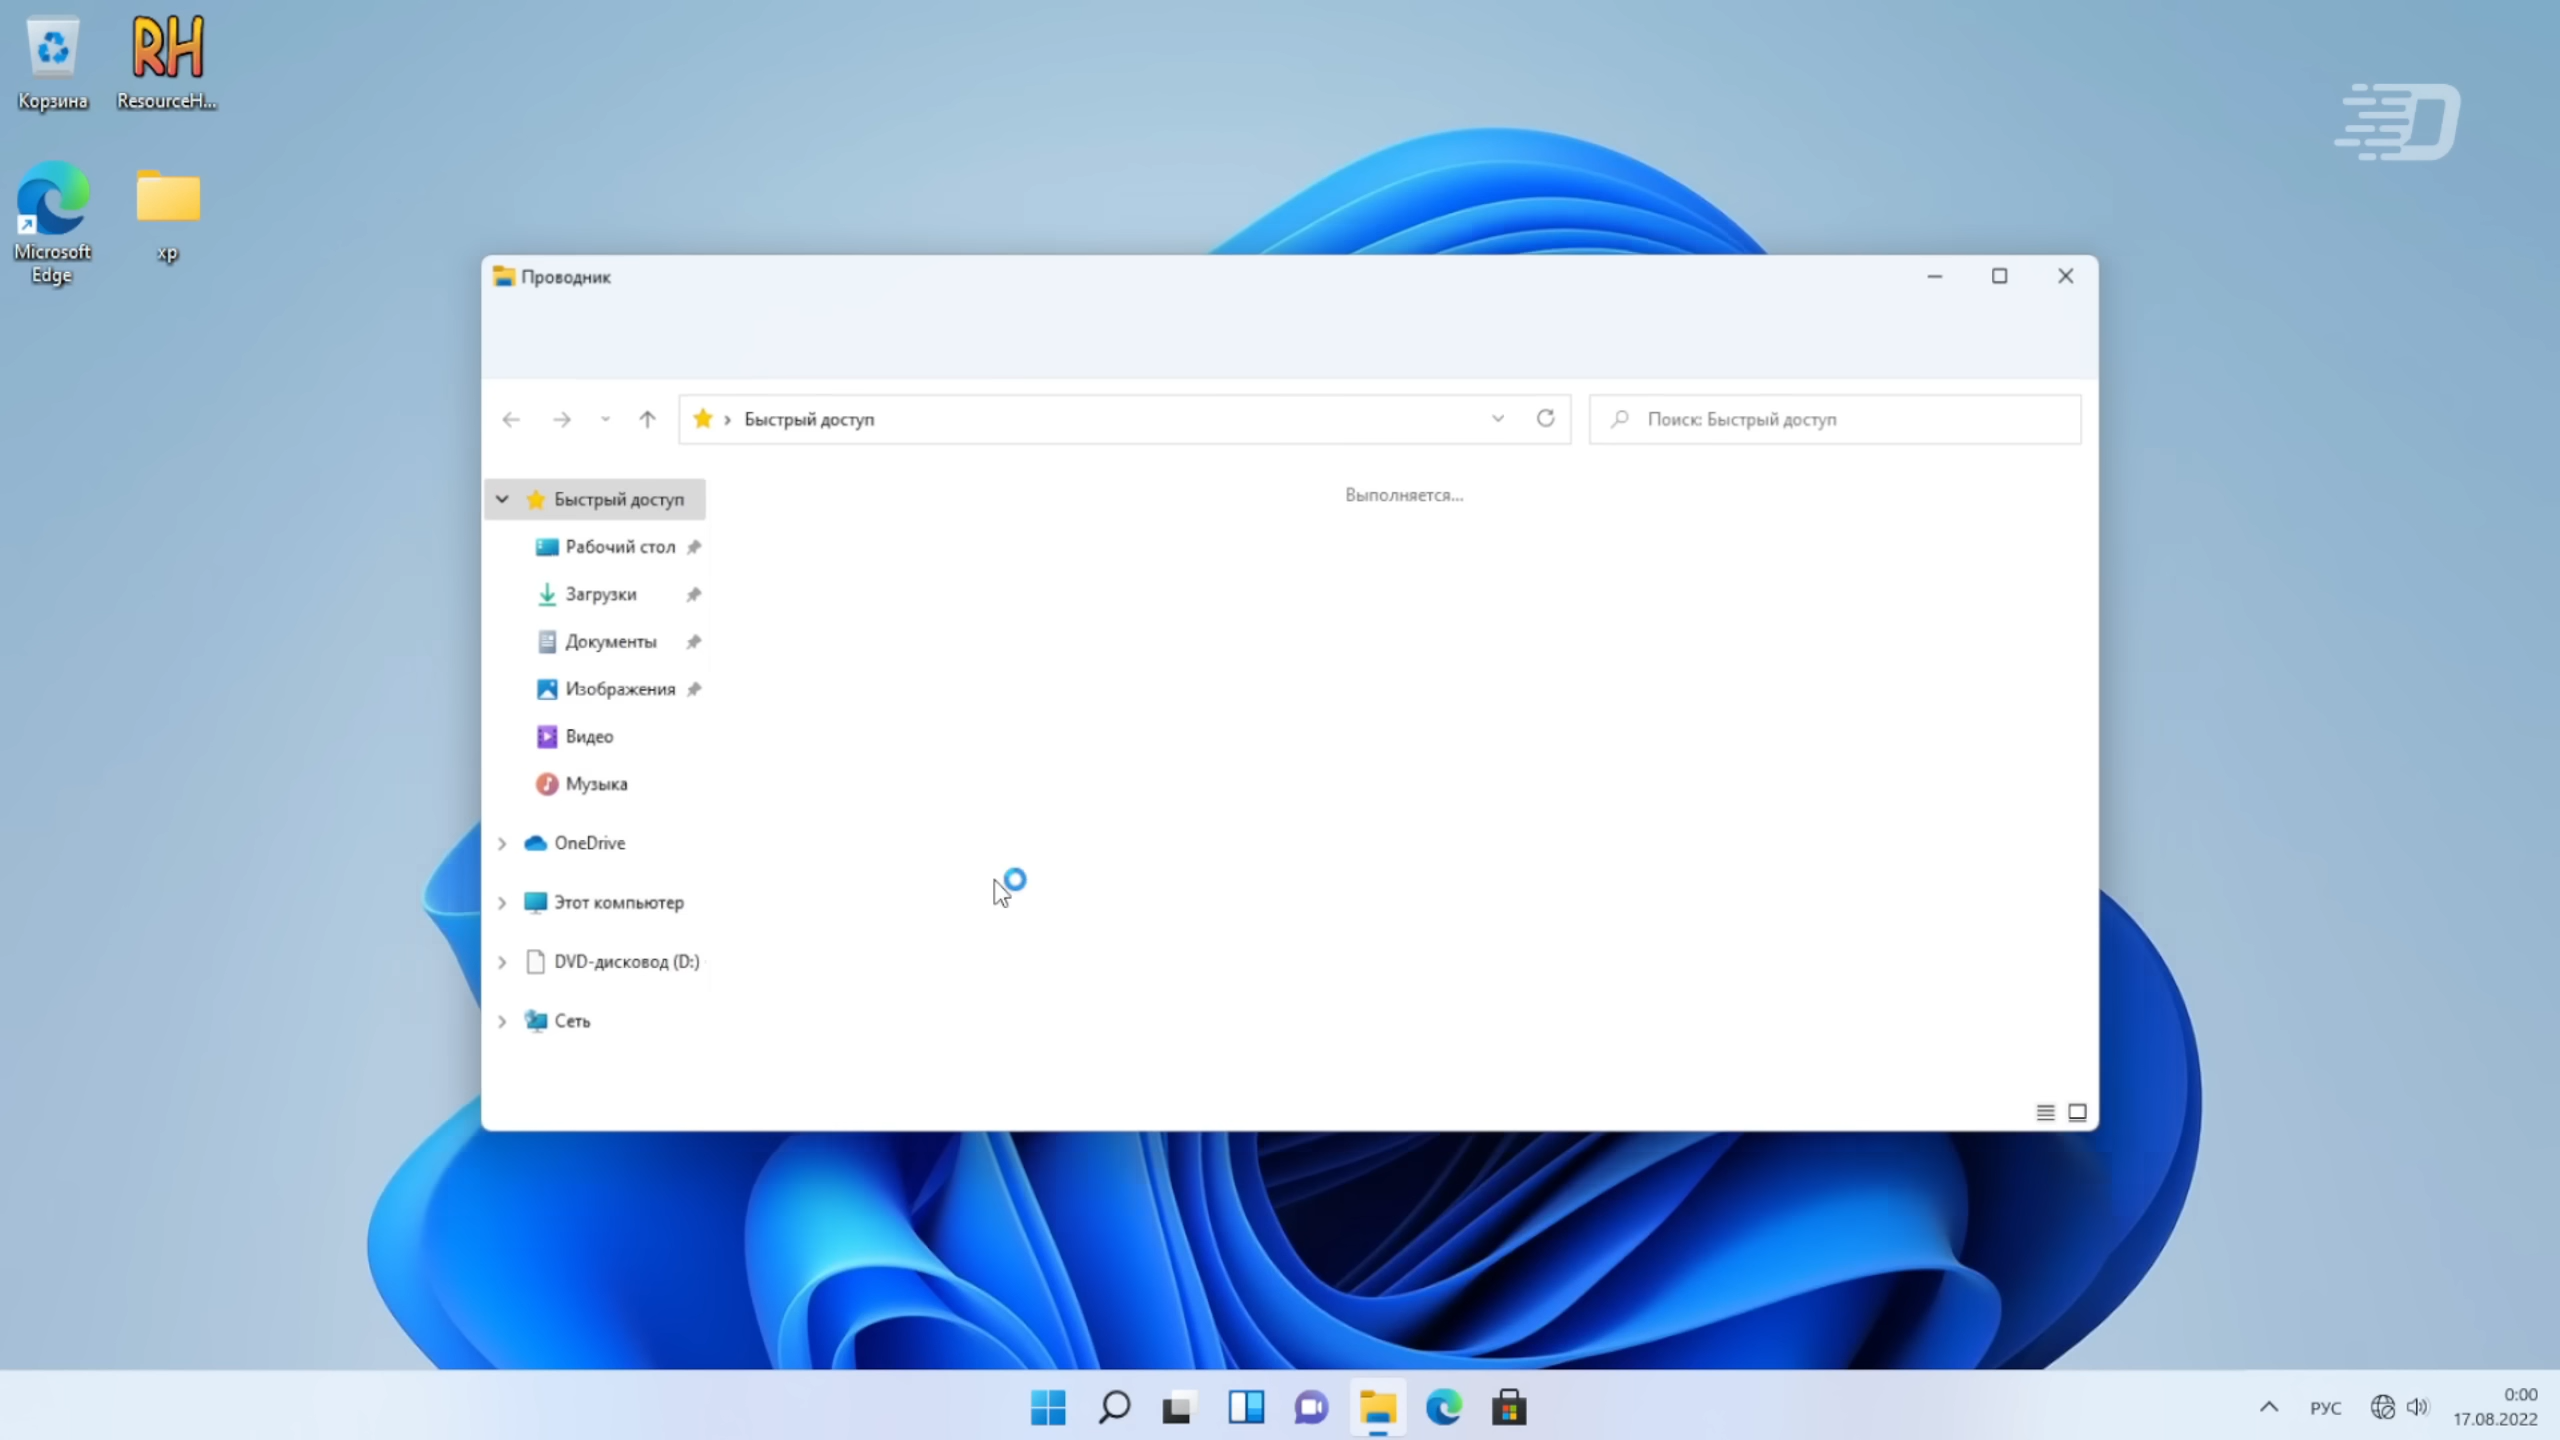 Корзина
ResourceH...
Microsoft
Edge
xp
Проводник
Быстрый доступ
Поиск: Быстрый доступ
Быстрый доступ
Выполняется...
Рабочий стол
Загрузки
Документы
Изображения
Видео
Музыка
OneDrive
Этот компьютер
DVD-дисковод (D:)
Сеть
РУС
0:00
17.08.2022